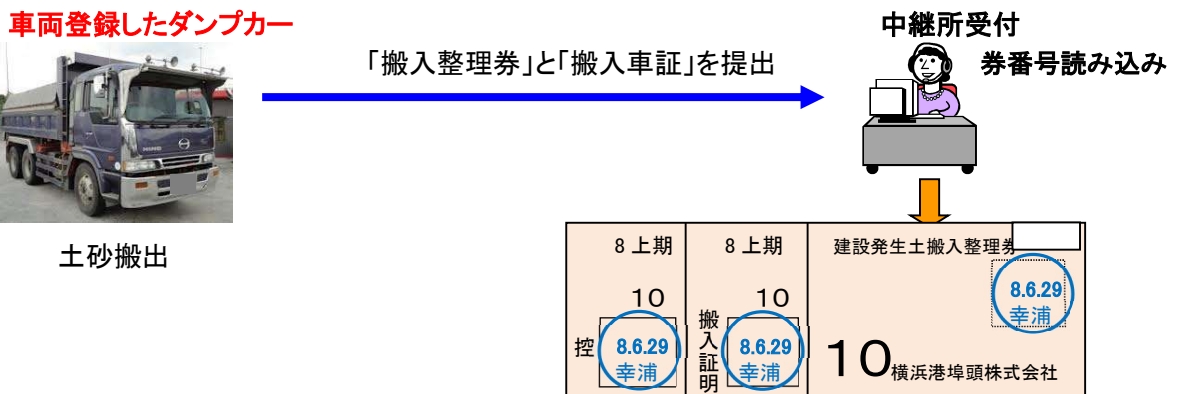 車両登録したダンプカー
「搬入整理券」と「搬入車証」を提出
中継所受付
券番号読み込み
土砂搬出
8上期
10
控
8.6.29
幸浦
8上期
10
搬入証明
8.6.29
幸浦
建設発生土搬入整理券
8.6.29
幸浦
10横浜港埠頭株式会社